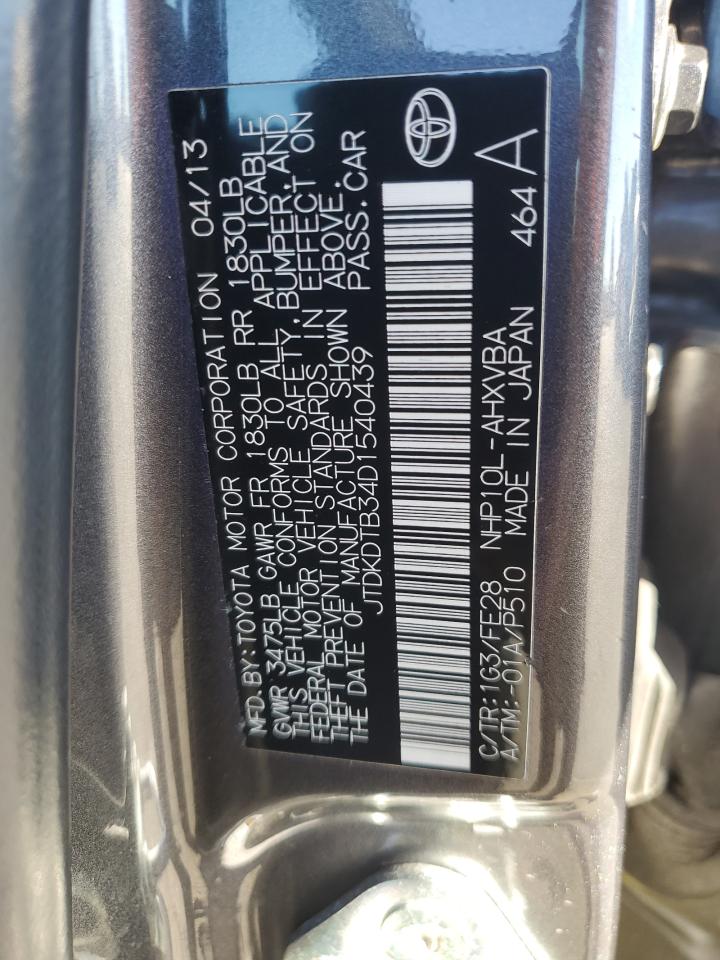 MFD. BY: TOYOTA MOTOR CORPORATION 04/13
GVWR 3475LB GAWR FR 1830LB RR 1830LB
THIS VEHICLE CONFORMS TO ALL APPLICABLE
FEDERAL MOTOR VEHICLE SAFETY, BUMPER, AND
THEFT PREVENTION STANDARDS IN EFFECT ON
THE DATE OF MANUFACTURE SHOWN ABOVE.
JTDKDTB34D1540439 PASS. CAR
C/TR: 1G3/FE28 NHP10L-AHXVBA 464
A/TM: -01A/P510 MADE IN JAPAN A